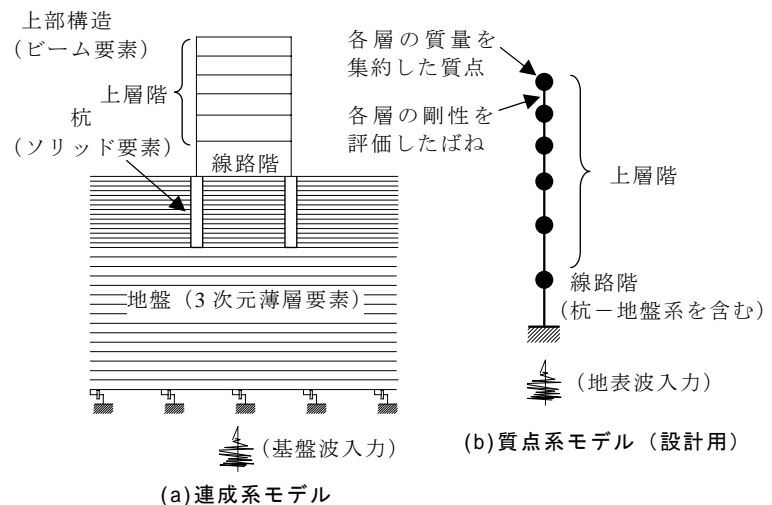 上部構造
(ビーム要素)
上層階
杭
(ソリッド要素)
線路階
地盤(3次元薄層要素)
(基盤波入力)
(a)連成系モデル
各層の質量を
集約した質点
各層の剛性を
評価したばね
上層階
線路階
(杭-地盤系を含む)
(地表波入力)
(b)質点系モデル(設計用)